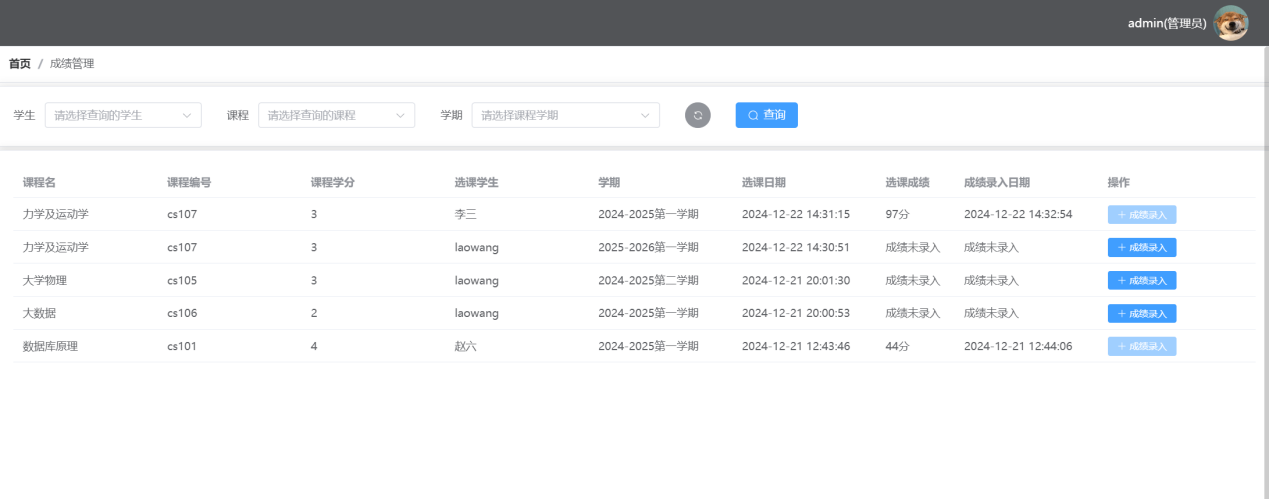 admin(管理员)
首页 / 成绩管理
学生 请选择查询的学生 课程 请选择查询的课程 学期 请选择课程学期 查询
课程名 课程编号 课程学分 选课学生 学期 选课日期 选课成绩 成绩录入日期 操作
力学及运动学 cs107 3 李三 2024-2025第一学期 2024-12-22 14:31:15 97分 2024-12-22 14:32:54 + 成绩录入
力学及运动学 cs107 3 laowang 2025-2026第一学期 2024-12-22 14:30:51 成绩未录入 成绩未录入 + 成绩录入
大学物理 cs105 3 laowang 2024-2025第二学期 2024-12-21 20:01:30 成绩未录入 成绩未录入 + 成绩录入
大数据 cs106 2 laowang 2024-2025第一学期 2024-12-21 20:00:53 成绩未录入 成绩未录入 + 成绩录入
数据库原理 cs101 4 赵六 2024-2025第一学期 2024-12-21 12:43:46 44分 2024-12-21 12:44:06 + 成绩录入